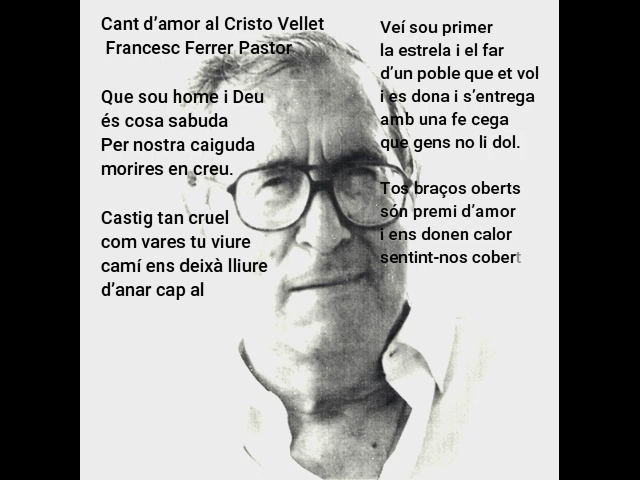 Cant d’amor al Cristo Vellet
Francesc Ferrer Pastor
Que sou home i Deu
és cosa sabuda
Per nostra caiguda
morires en creu.
Castig tan cruel
com vares tu viure
camí ens deixà lliure
d’anar cap al
Veí sou primer
la estrela i el far
d’un poble que et vol
i es dona i s’entrega
amb una fe cega
que gens no li dol.
Tos braços oberts
són premi d’amor
i ens donen calor
sentint-nos cobert